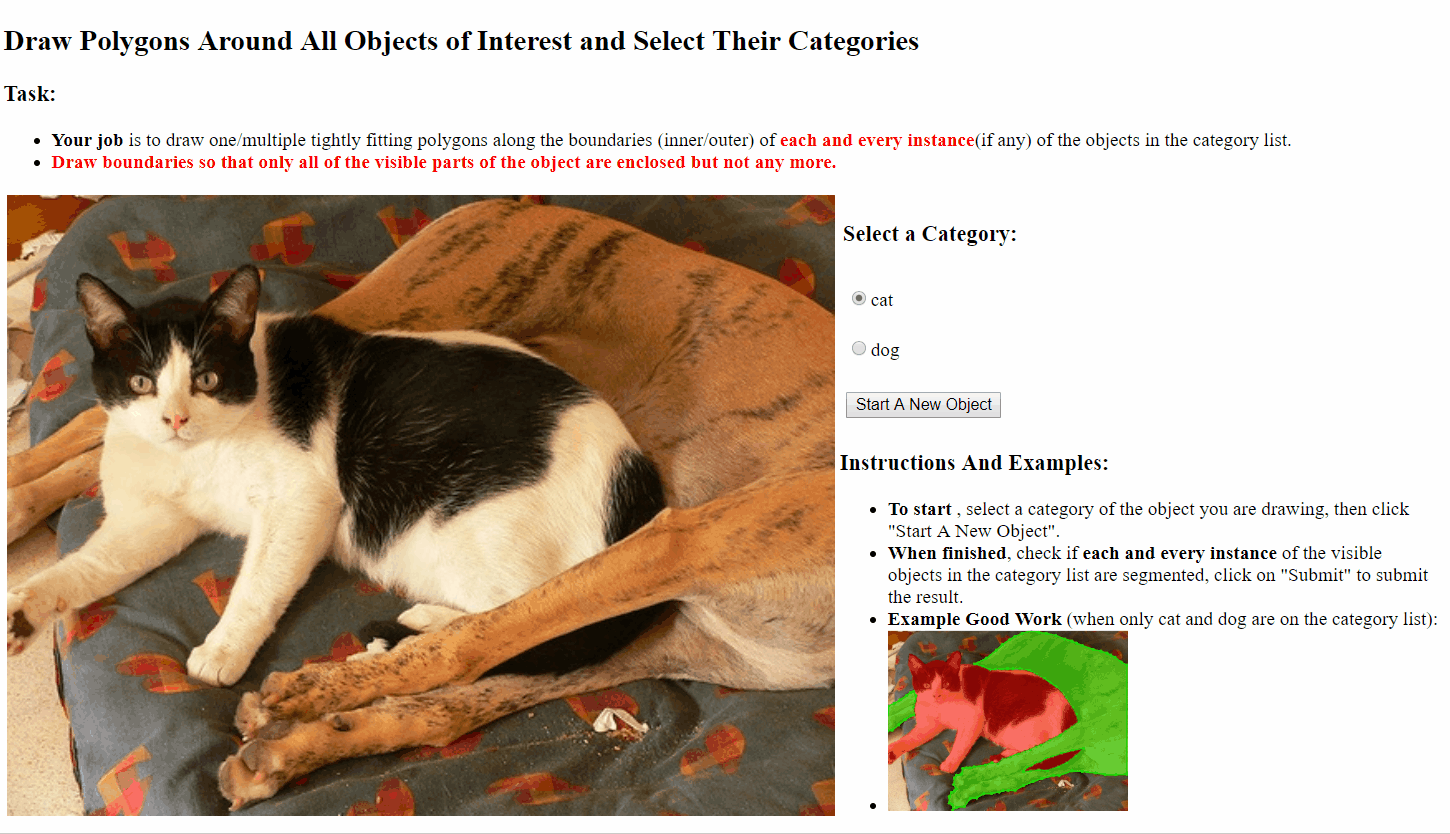 Draw Polygons Around All Objects of Interest and Select Their Categories
Task:
Your job is to draw one/multiple tightly fitting polygons along the boundaries (inner/outer) of each and every instance(if any) of the objects in the category list.
Draw boundaries so that only all of the visible parts of the object are enclosed but not any more.
Select a Category:
cat
dog
Start A New Object
Instructions And Examples:
To start , select a category of the object you are drawing, then click
"Start A New Object".
When finished, check if each and every instance of the visible
objects in the category list are segmented, click on "Submit" to submit
the result.
Example Good Work (when only cat and dog are on the category list):